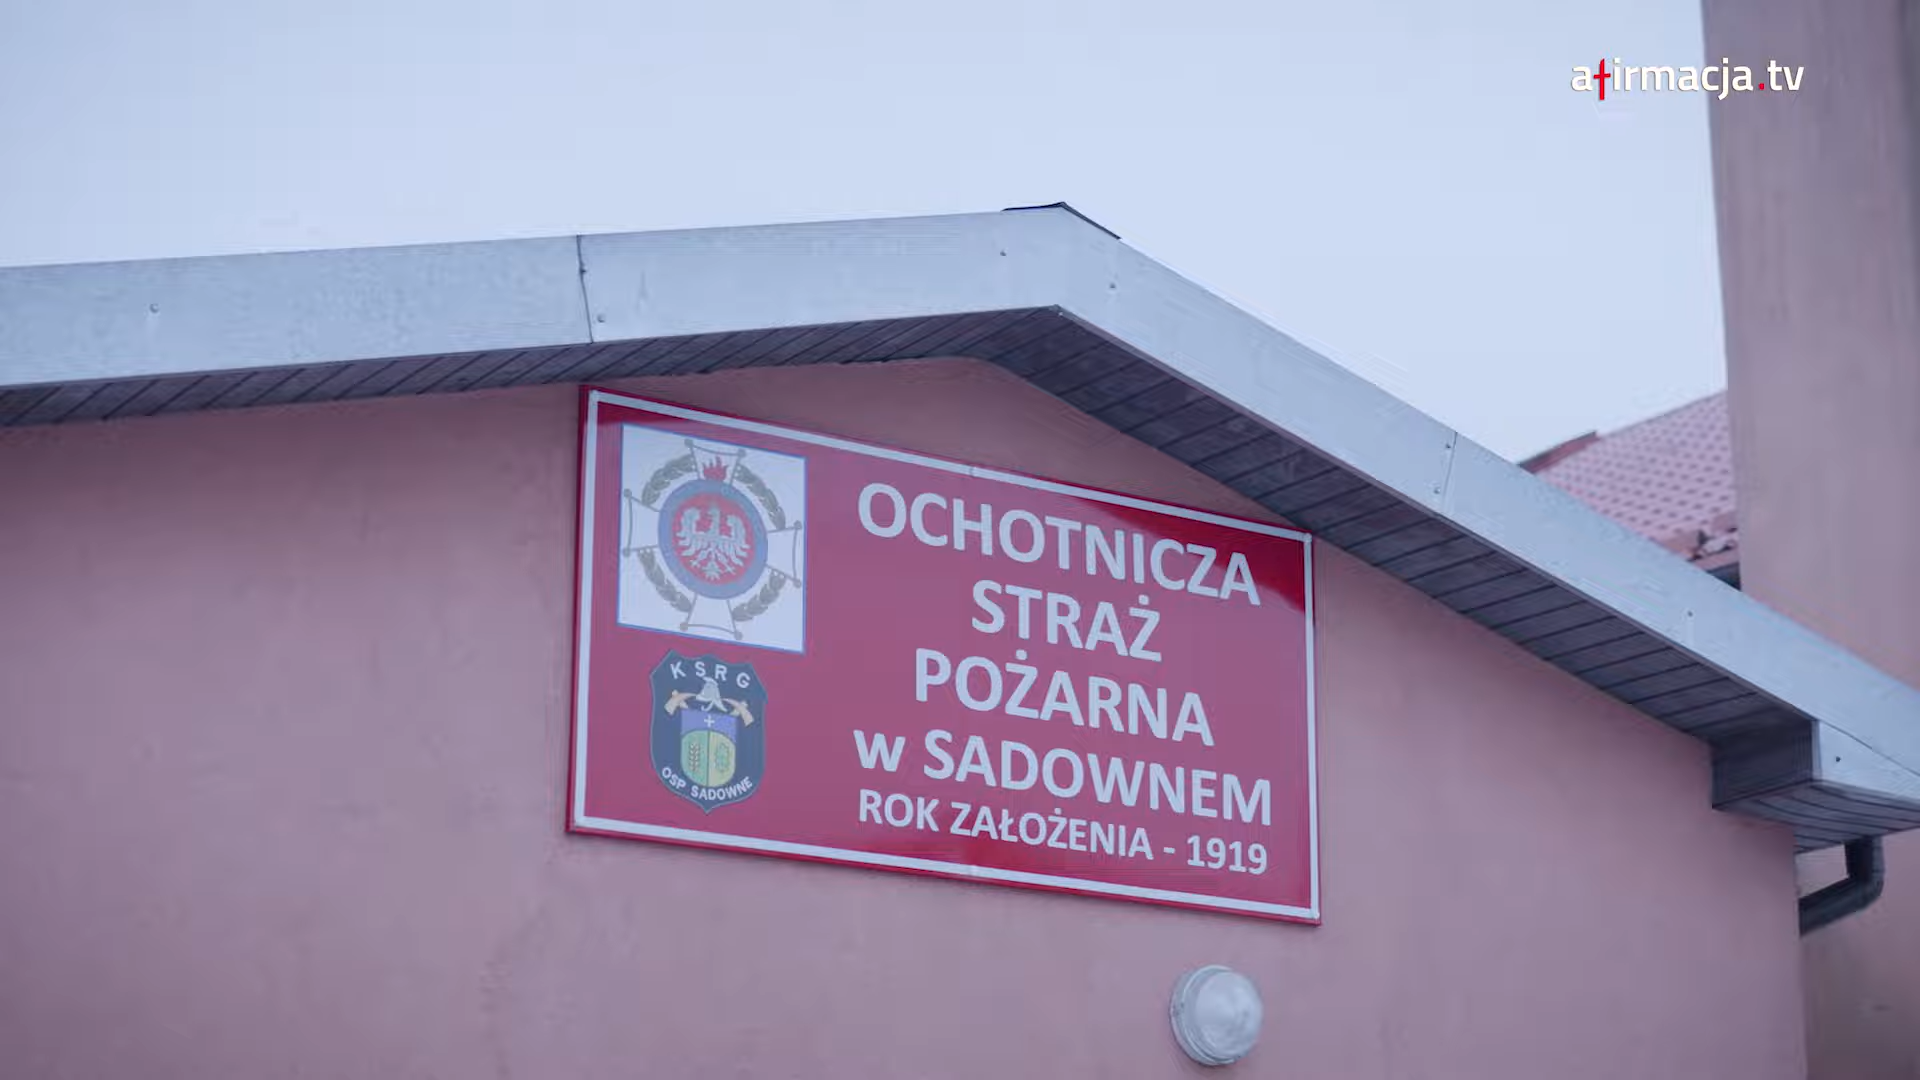 afirmacja.tv
OCHOTNICZA
STRAŻ
POŻARNA
w SADOWNEM
ROK ZAŁOŻENIA - 1919
KSRG
OSP SADOWNE